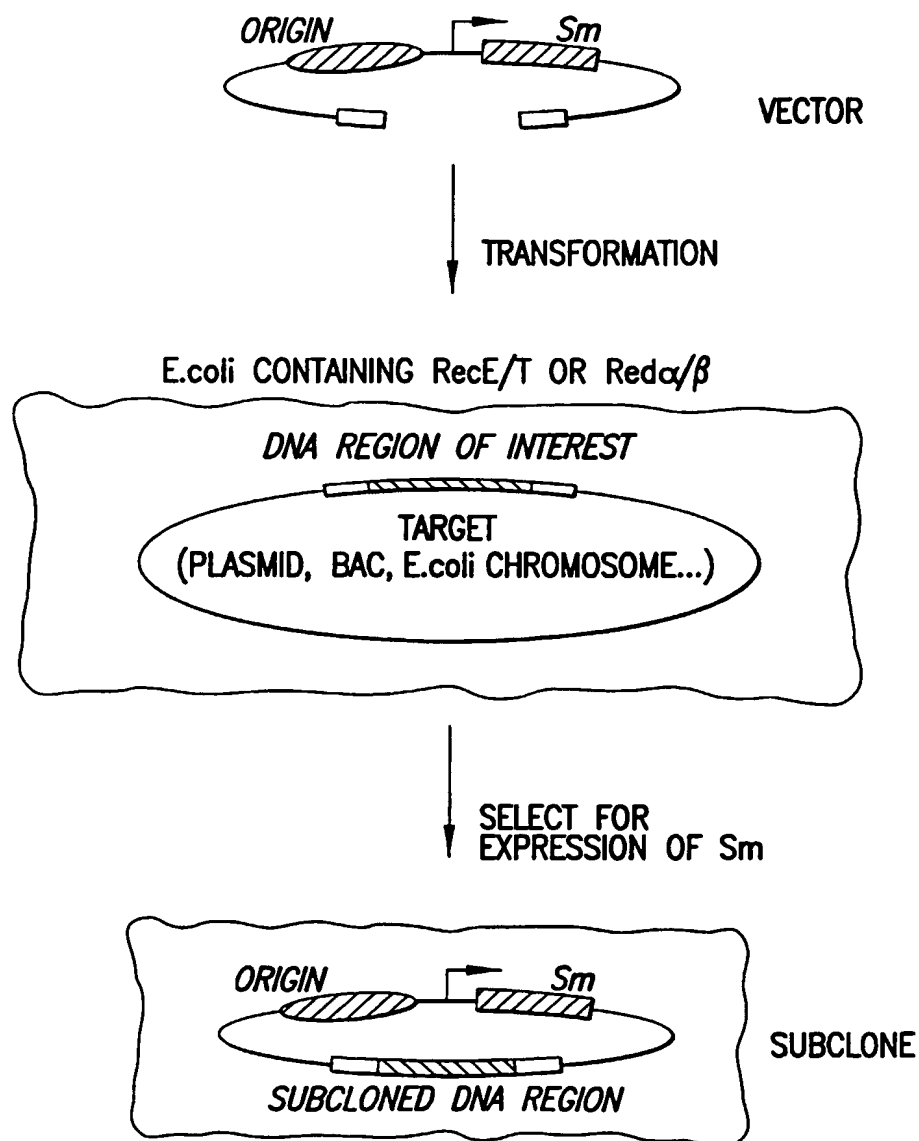 ORIGIN
Sm
VECTOR
TRANSFORMATION
E.coli CONTAINING RecE/T OR Redα/β
DNA REGION OF INTEREST
TARGET
(PLASMID, BAC, E.coli CHROMOSOME...)
SELECT FOR
EXPRESSION OF Sm
ORIGIN
Sm
SUBCLONE
SUBCLONED DNA REGION